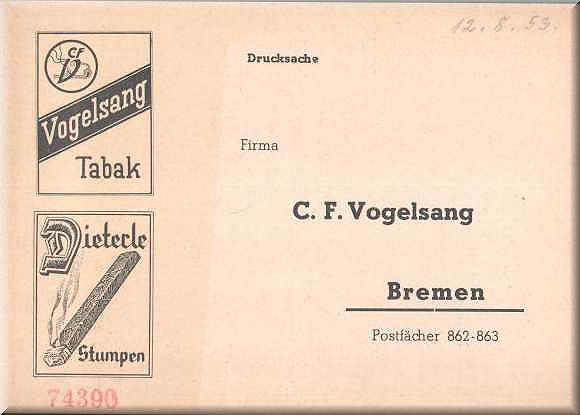 12. 8. 53.
CF
V
Vogelsang
Tabak
Dieterle
Stumpen
74390
Drucksache
Firma
C. F. Vogelsang
Bremen
Postfächer 862-863